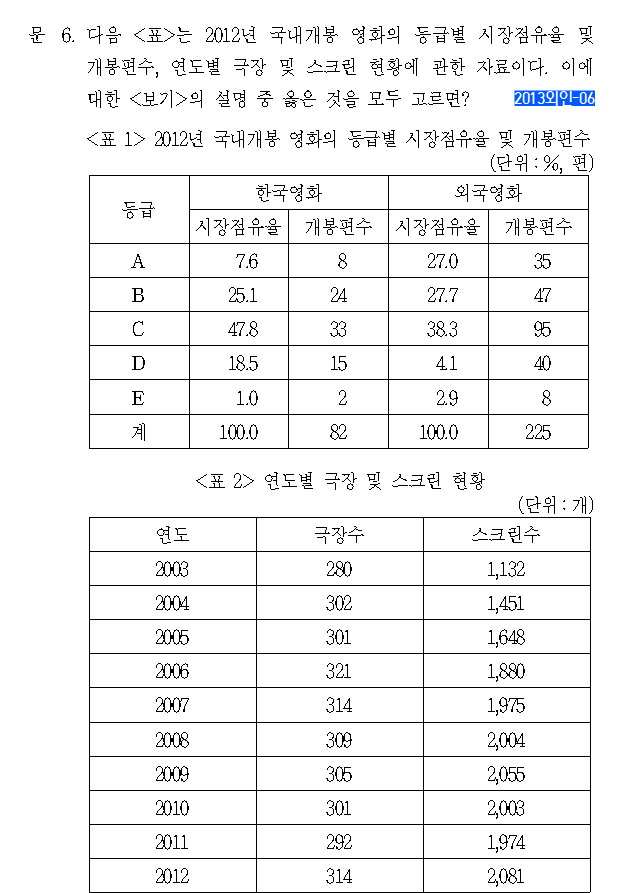 문 6. 다음 <표>는 2012년 국내개봉 영화의 등급별 시장점유율 및
개봉편수, 연도별 극장 및 스크린 현황에 관한 자료이다. 이에
대한 <보기>의 설명 중 옳은 것을 모두 고르면? 2013외인-06
<표 1> 2012년 국내개봉 영화의 등급별 시장점유율 및 개봉편수
(단위 : %, 편)
등급 한국영화 외국영화
시장점유율 개봉편수 시장점유율 개봉편수
A 7.6 8 27.0 35
B 25.1 24 27.7 47
C 47.8 33 38.3 95
D 18.5 15 4.1 40
E 1.0 2 2.9 8
계 100.0 82 100.0 225
<표 2> 연도별 극장 및 스크린 현황
(단위 : 개)
연도 극장수 스크린수
2003 280 1,132
2004 302 1,451
2005 301 1,648
2006 321 1,880
2007 314 1,975
2008 309 2,004
2009 305 2,055
2010 301 2,003
2011 292 1,974
2012 314 2,081